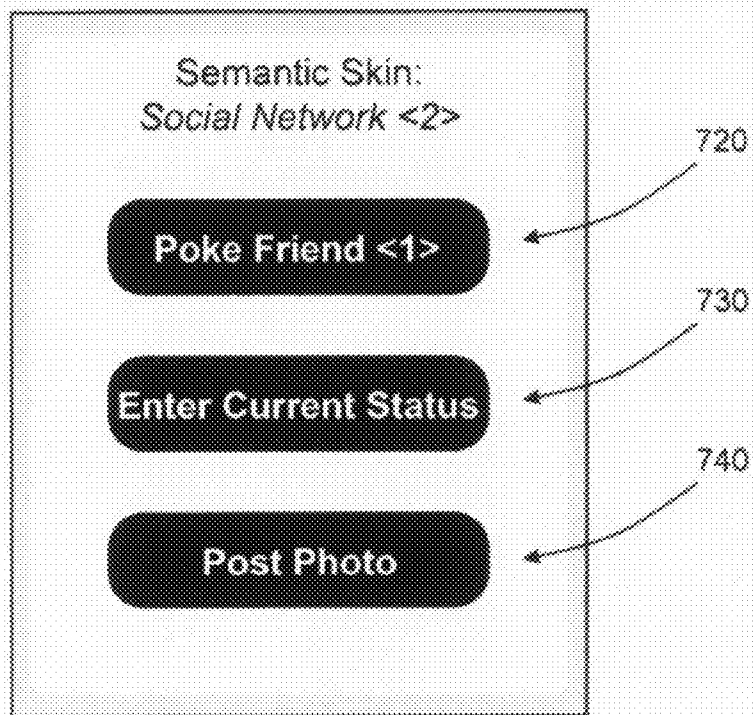 Semantic Skin:
Social Network <2>
720
Poke Friend <1>
730
Enter Current Status
740
Post Photo